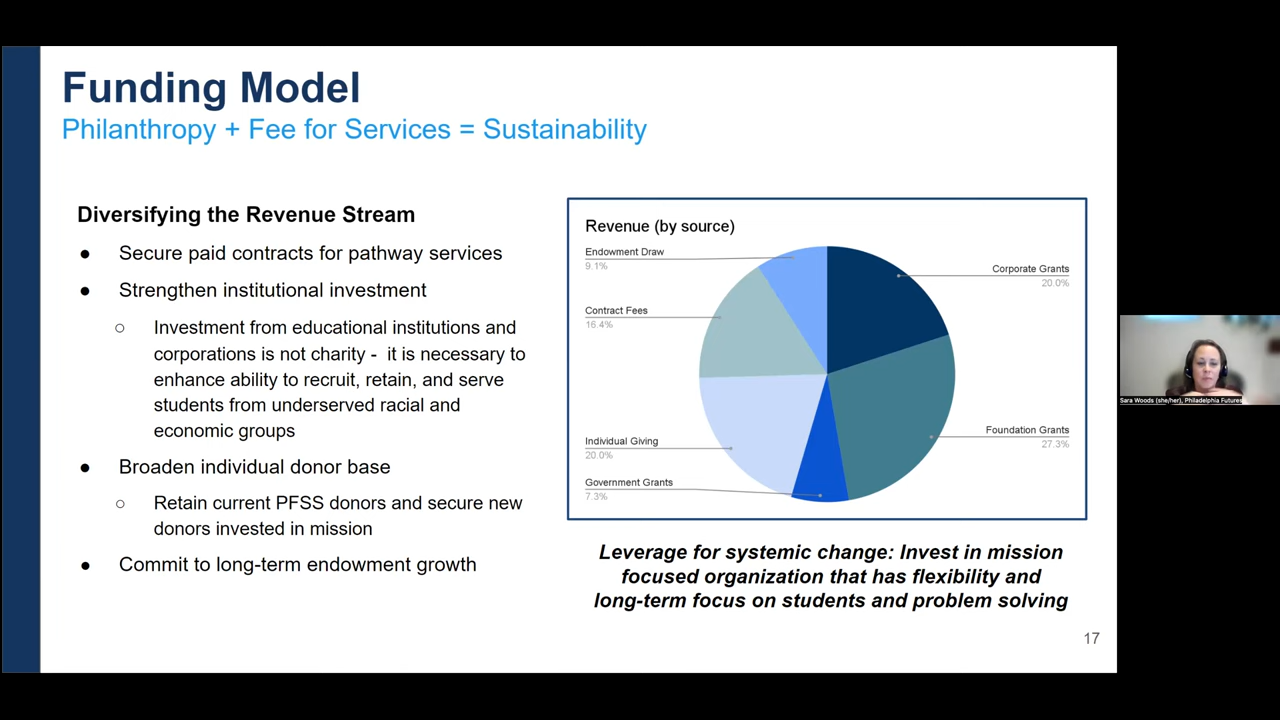 Funding Model
Philanthropy + Fee for Services = Sustainability
Diversifying the Revenue Stream
● Secure paid contracts for pathway services
● Strengthen institutional investment
○ Investment from educational institutions and
corporations is not charity - it is necessary to
enhance ability to recruit, retain, and serve
students from underserved racial and
economic groups
● Broaden individual donor base
○ Retain current PFSS donors and secure new
donors invested in mission
● Commit to long-term endowment growth
Revenue (by source)
Endowment Draw
9.1%
Contract Fees
16.4%
Individual Giving
20.0%
Government Grants
7.3%
Corporate Grants
20.0%
Foundation Grants
27.3%
Leverage for systemic change: Invest in mission
focused organization that has flexibility and
long-term focus on students and problem solving
17
Sara Woods (she/her), Philadelphia Futures